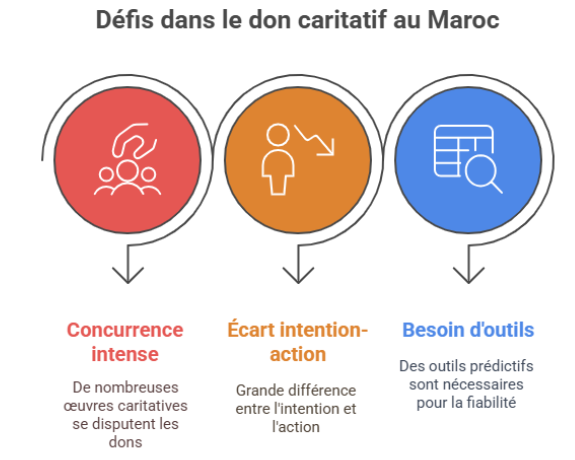 Défis dans le don caritatif au Maroc
Concurrence
intense
De nombreuses
œuvres caritatives
se disputent les
dons
Écart intention-
action
Grande différence
entre l'intention et
l'action
Besoin d'outils
Des outils prédictifs
sont nécessaires
pour la fiabilité